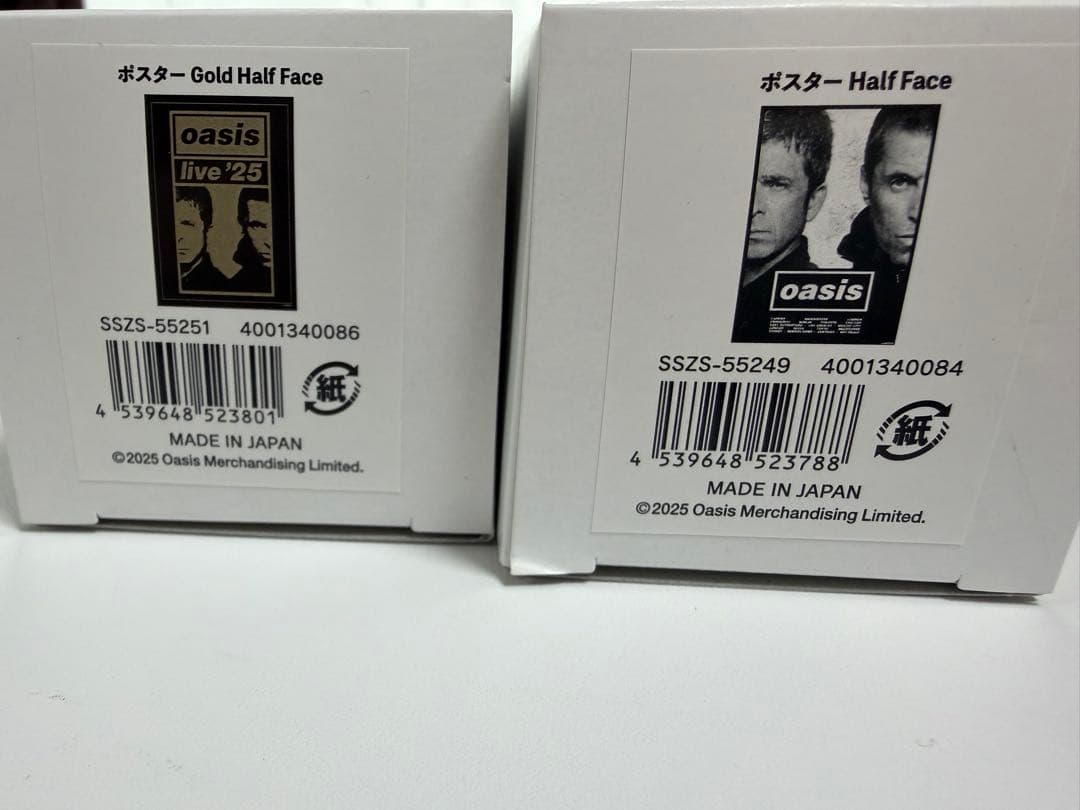 ポスター Gold Half Face
oasis
live '25
SSZS-55251 4001340086
4 539648 523801
紙
MADE IN JAPAN
©2025 Oasis Merchandising Limited.
ポスター Half Face
oasis
SSZS-55249 4001340084
4 539648 523788
紙
MADE IN JAPAN
©2025 Oasis Merchandising Limited.